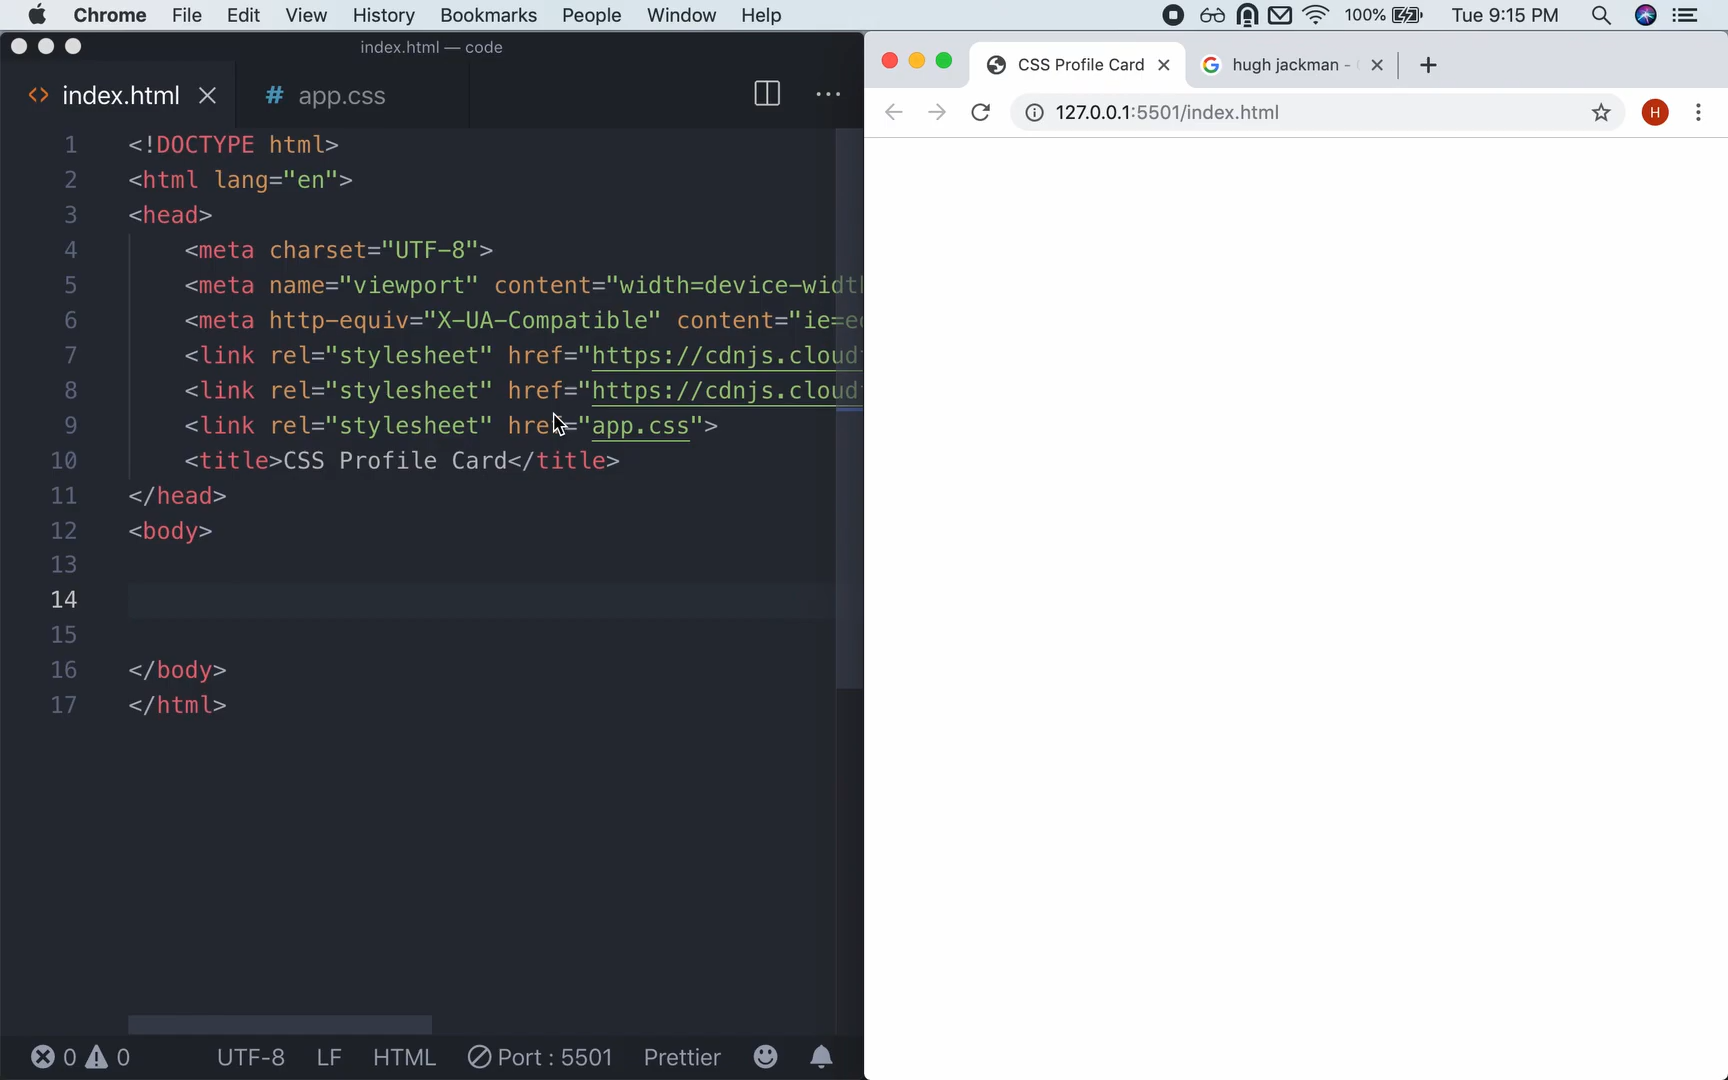 Chrome File Edit View History Bookmarks People Window Help 100% Tue 9:15 PM
index.html — code
index.html app.css
CSS Profile Card hugh jackman -
127.0.0.1:5501/index.html H
1 <!DOCTYPE html>
2 <html lang="en">
3 <head>
4 <meta charset="UTF-8">
5 <meta name="viewport" content="width=device-widt
6 <meta http-equiv="X-UA-Compatible" content="ie=e
7 <link rel="stylesheet" href="https://cdnjs.cloud
8 <link rel="stylesheet" href="https://cdnjs.cloud
9 <link rel="stylesheet" href="app.css">
10 <title>CSS Profile Card</title>
11 </head>
12 <body>
13
14
15
16 </body>
17 </html>
0 0 UTF-8 LF HTML Port : 5501 Prettier